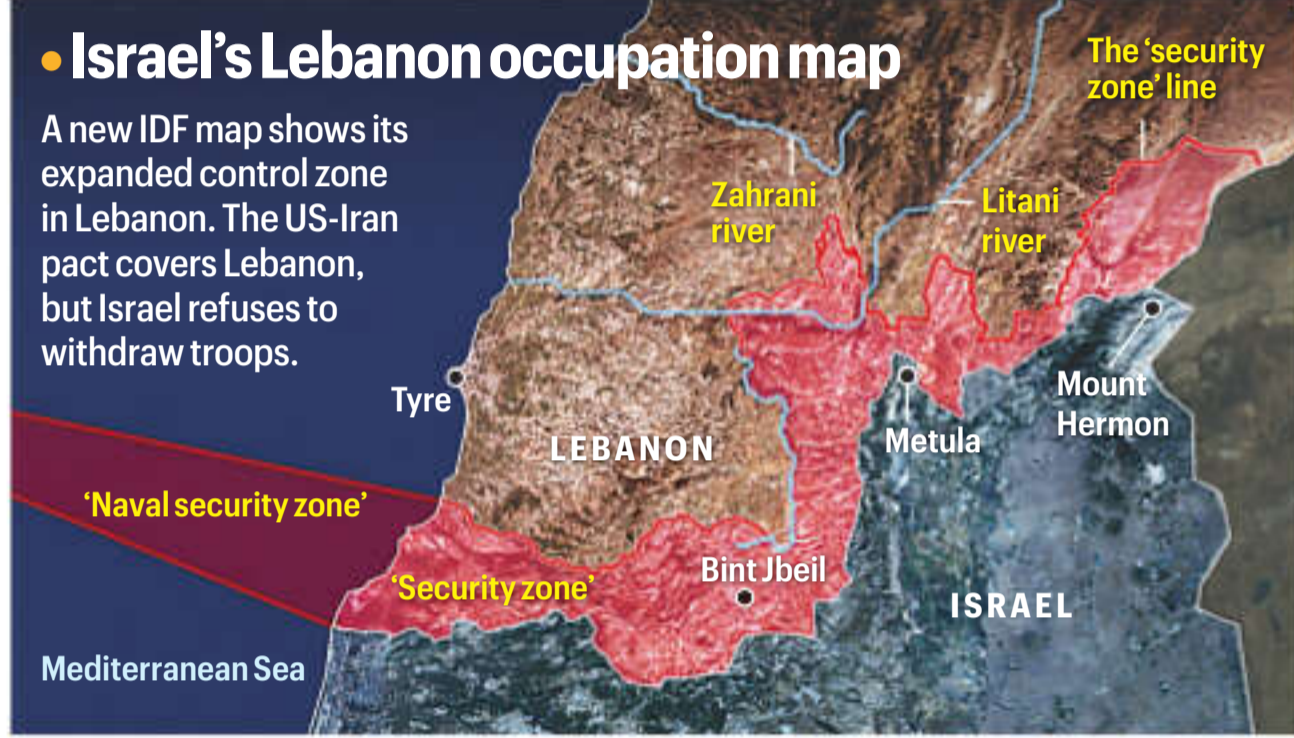 • Israel's Lebanon occupation map
A new IDF map shows its
expanded control zone
in Lebanon. The US-Iran
pact covers Lebanon,
but Israel refuses to
withdraw troops.
The ‘security
zone’ line
Zahrani
river
Litani
river
Tyre
LEBANON
Metula
Mount
Hermon
‘Naval security zone’
‘Security zone’
Bint Jbeil
ISRAEL
Mediterranean Sea